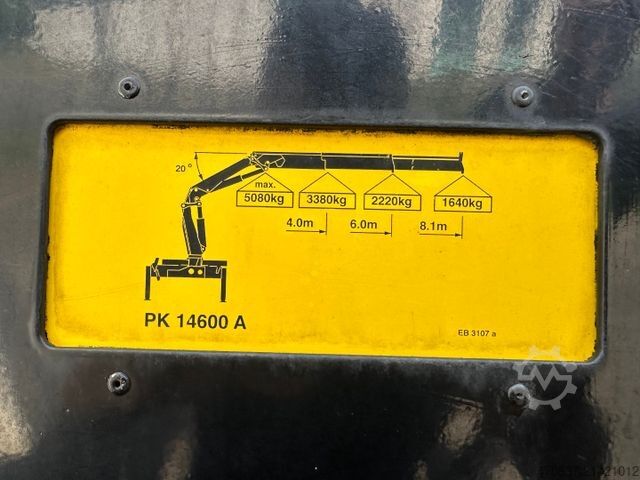 20°
max.
5080kg 3380kg 2220kg 1640kg
4.0m 6.0m 8.1m
PK 14600 A
EB 3107 a